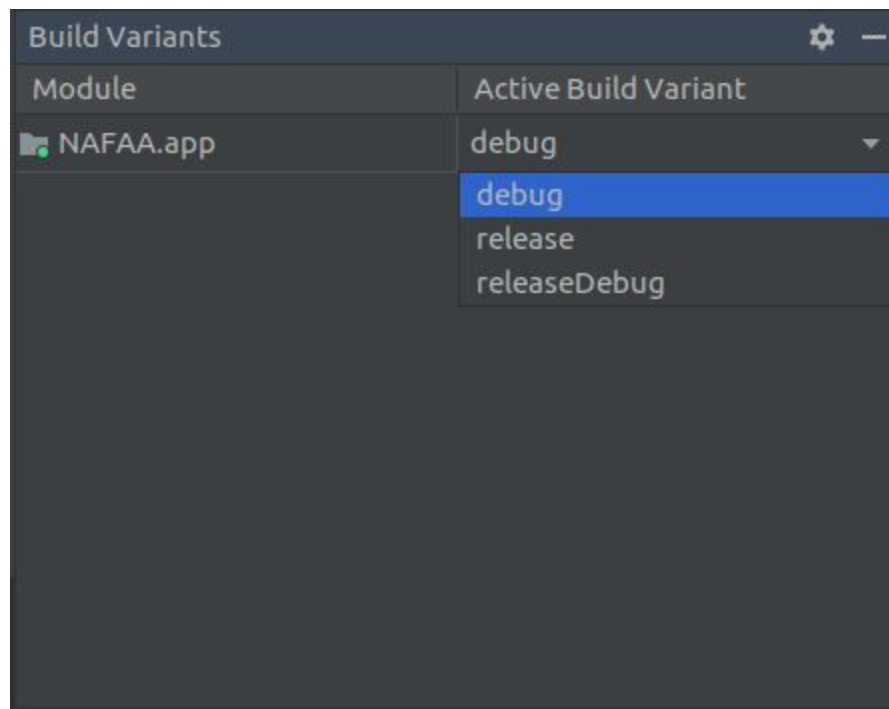 Build Variants
Module Active Build Variant
NAFAA.app debug
debug
release
releaseDebug